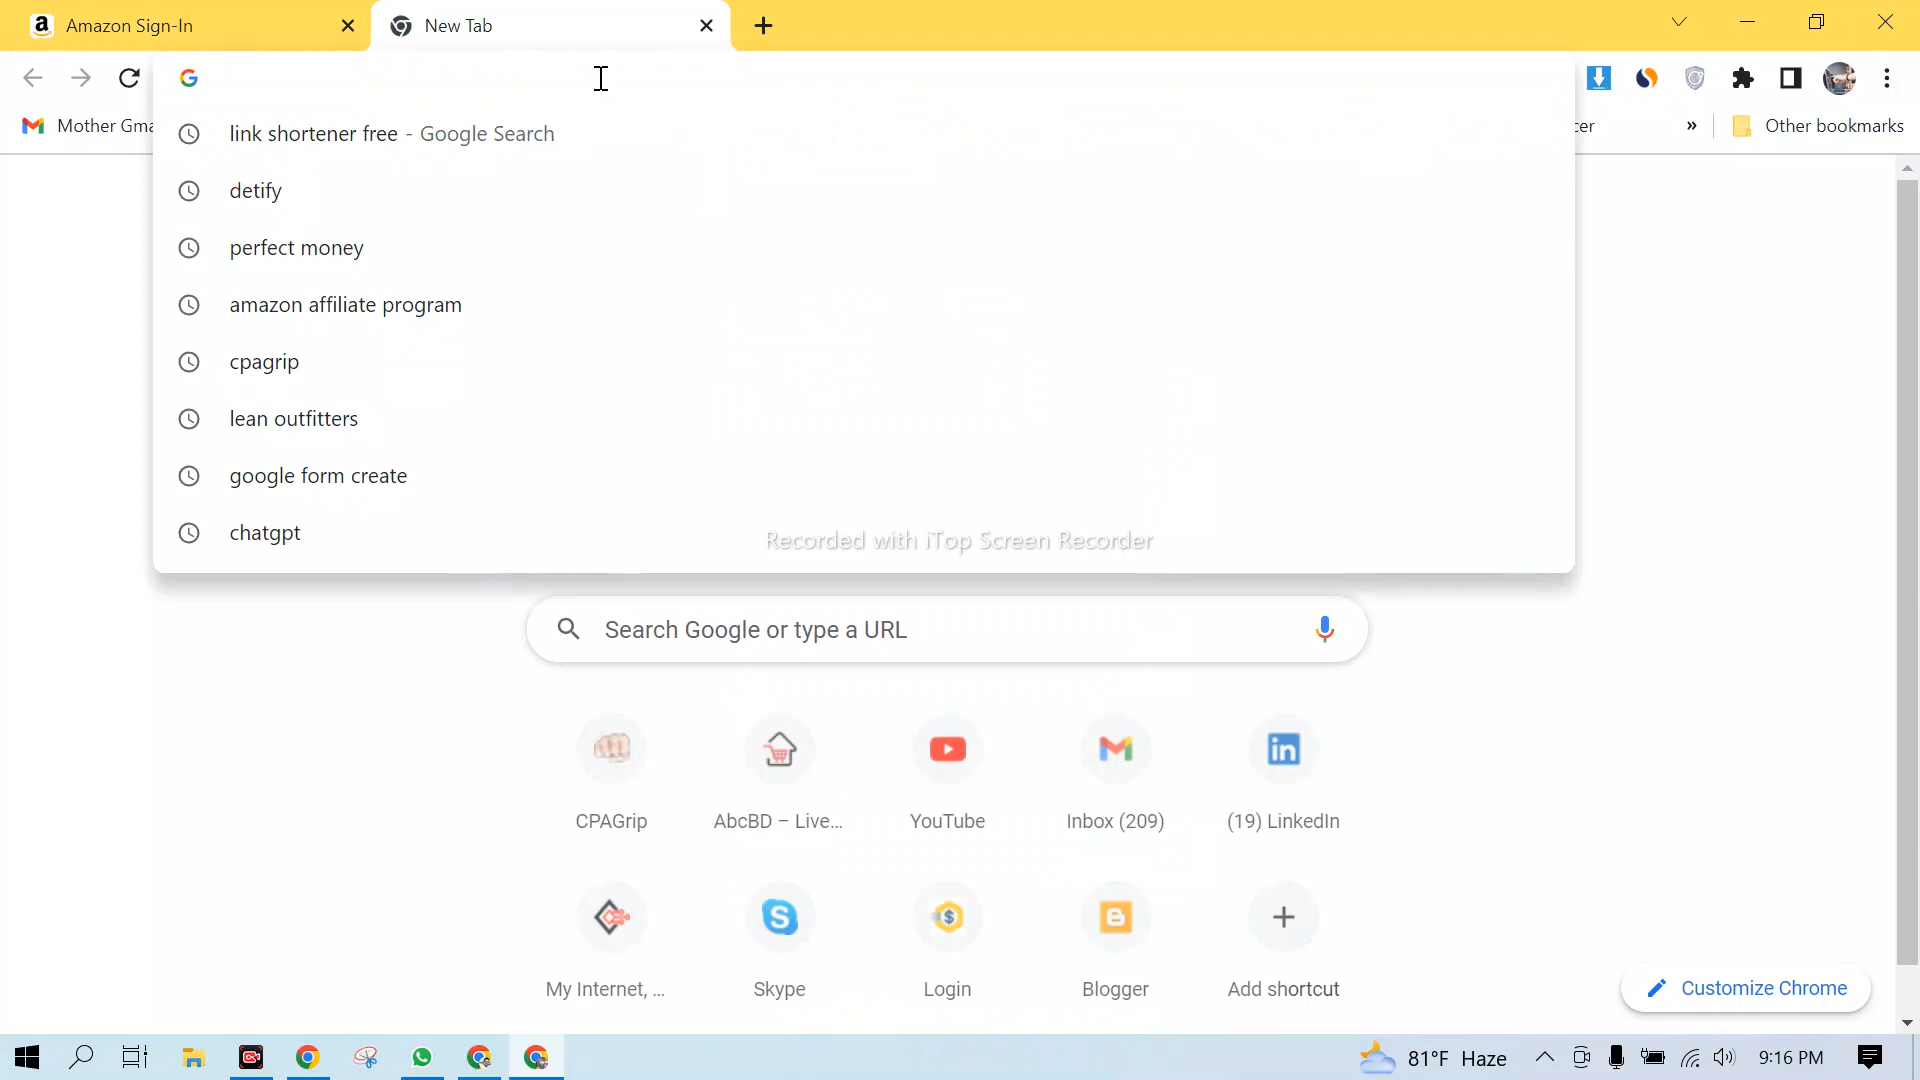 Amazon Sign-In
New Tab
Mother Gma
cer
»
Other bookmarks
link shortener free - Google Search
detify
perfect money
amazon affiliate program
cpagrip
lean outfitters
google form create
chatgpt
Recorded with iTop Screen Recorder
Search Google or type a URL
CPAGrip
AbcBD – Live...
YouTube
Inbox (209)
(19) LinkedIn
My Internet, ...
Skype
Login
Blogger
Add shortcut
Customize Chrome
81°F Haze
9:16 PM